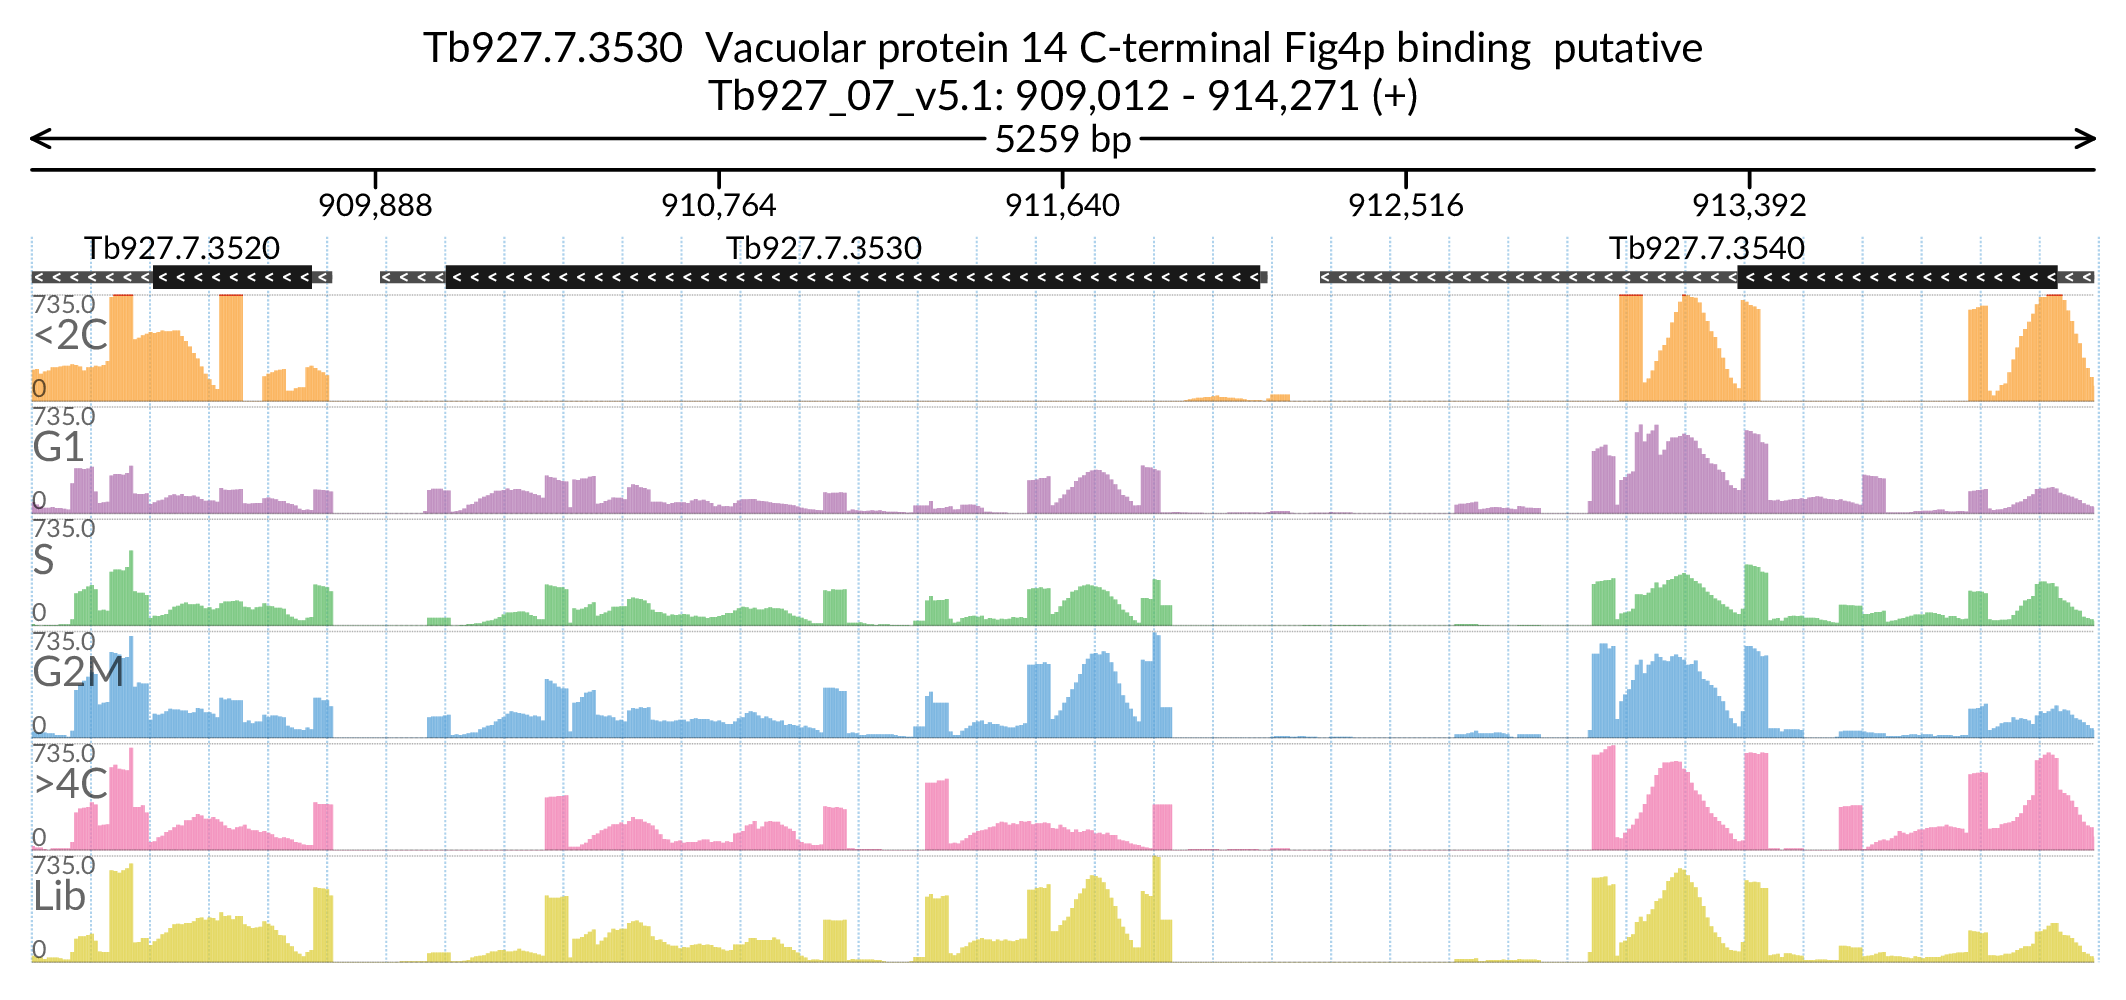 Tb927.7.3530  Vacuolar protein 14 C-terminal Fig4p binding  putative
Tb927_07_v5.1: 909,012 - 914,271 (+)
5259 bp
909,888 910,764 911,640 912,516 913,392
Tb927.7.3520 Tb927.7.3530 Tb927.7.3540
735.0
<2C
0
735.0
G1
0
735.0
S
0
735.0
G2M
0
735.0
>4C
0
735.0
Lib
0